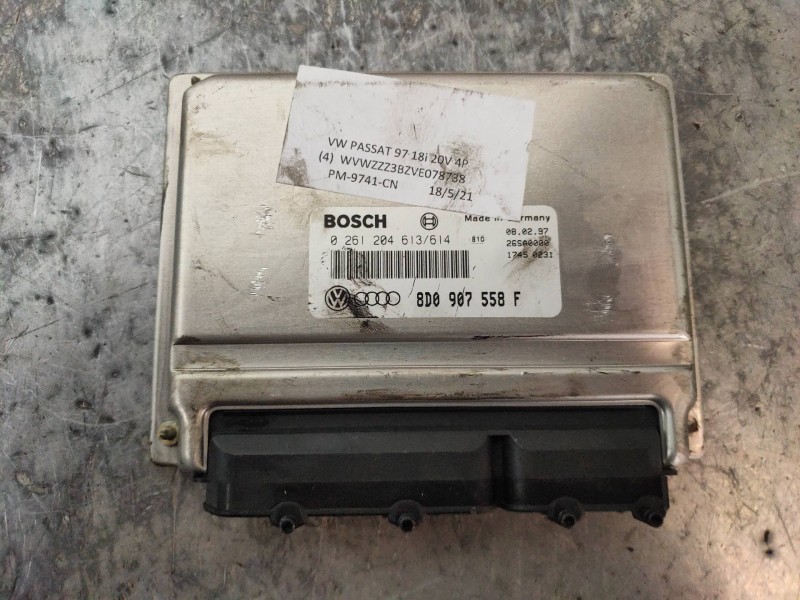 VW PASSAT 97 18i 20V 4P
(4) WVWZZZ3BZVE078738
PM-9741-CN 18/5/21
BOSCH Made in Germany
0 261 204 613/614 810 08.02.97
26SA0000
1745 0231
8D0 907 558 F